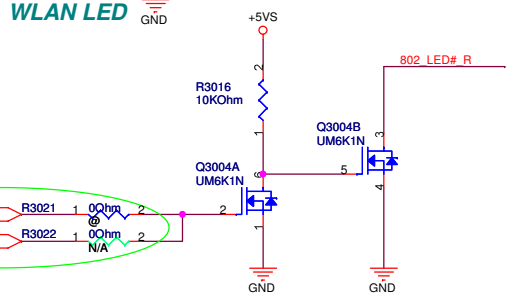 WLAN LED
GND
+5VS
802_LED#_R
2
R3016
10KOhm
1
Q3004B
UM6K1N
3
5
4
Q3004A
UM6K1N
6
2
1
R3021
1
0Ohm
2
@
R3022
1
0Ohm
2
N/A
GND
GND